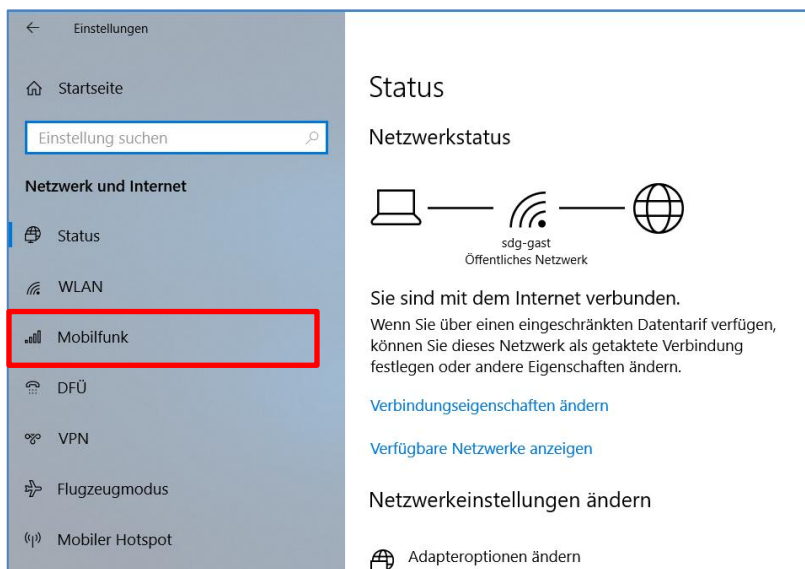 Einstellungen
Startseite
Einstellung suchen
Netzwerk und Internet
Status
WLAN
Mobilfunk
DFÜ
VPN
Flugzeugmodus
Mobiler Hotspot
Status
Netzwerkstatus
sdg-gast
Öffentliches Netzwerk
Sie sind mit dem Internet verbunden.
Wenn Sie über einen eingeschränkten Datentarif verfügen,
können Sie dieses Netzwerk als getaktete Verbindung
festlegen oder andere Eigenschaften ändern.
Verbindungseigenschaften ändern
Verfügbare Netzwerke anzeigen
Netzwerkeinstellungen ändern
Adapteroptionen ändern